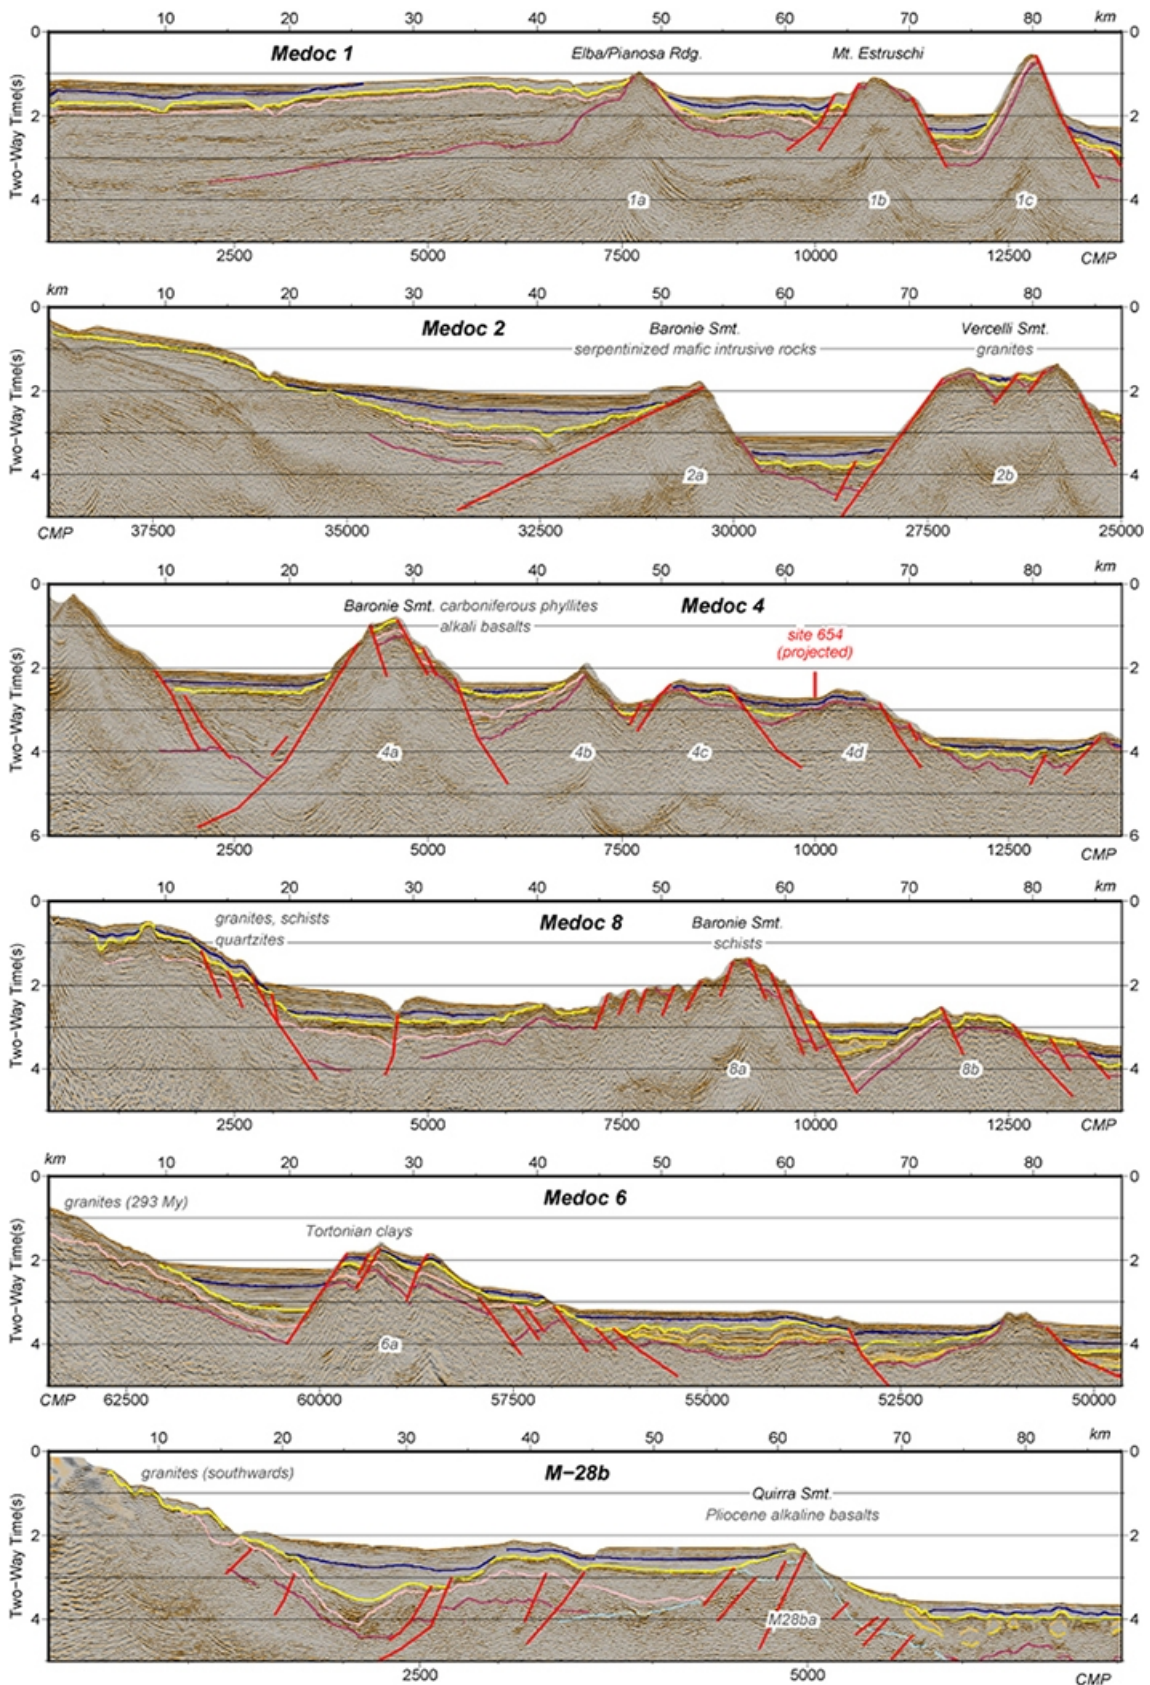 10 20 30 40 50 60 70 80 km
0 Medoc 1 Elba/Pianosa Rdg. Mt. Estruschi 0
Two-Way Time(s)
2 2
4 1a 1b 1c 4
2500 5000 7500 10000 12500 CMP
km 10 20 30 40 50 60 70 80
0 Medoc 2 Baronie Smt. Vercelli Smt. 0
serpentinized mafic intrusive rocks granites
Two-Way Time(s)
2 2
4 2a 2b 4
CMP 37500 35000 32500 30000 27500 25000
10 20 30 40 50 60 70 80 km
0 Baronie Smt. carboniferous phyllites Medoc 4 0
alkali basalts
site 654
(projected)
Two-Way Time(s)
2 2
4 4a 4b 4c 4d 4
6 6
2500 5000 7500 10000 12500 CMP
10 20 30 40 50 60 70 80 km
0 granites, schists Medoc 8 Baronie Smt. 0
quartzites schists
Two-Way Time(s)
2 2
4 8a 8b 4
2500 5000 7500 10000 12500 CMP
km 10 20 30 40 50 60 70 80
0 granites (293 My) Medoc 6 0
Tortonian clays
Two-Way Time(s)
2 2
4 6a 4
CMP 62500 60000 57500 55000 52500 50000
10 20 30 40 50 60 70 80 km
0 granites (southwards) M-28b 0
Quirra Smt.
Pliocene alkaline basalts
Two-Way Time(s)
2 2
4 M28ba 4
2500 5000 CMP